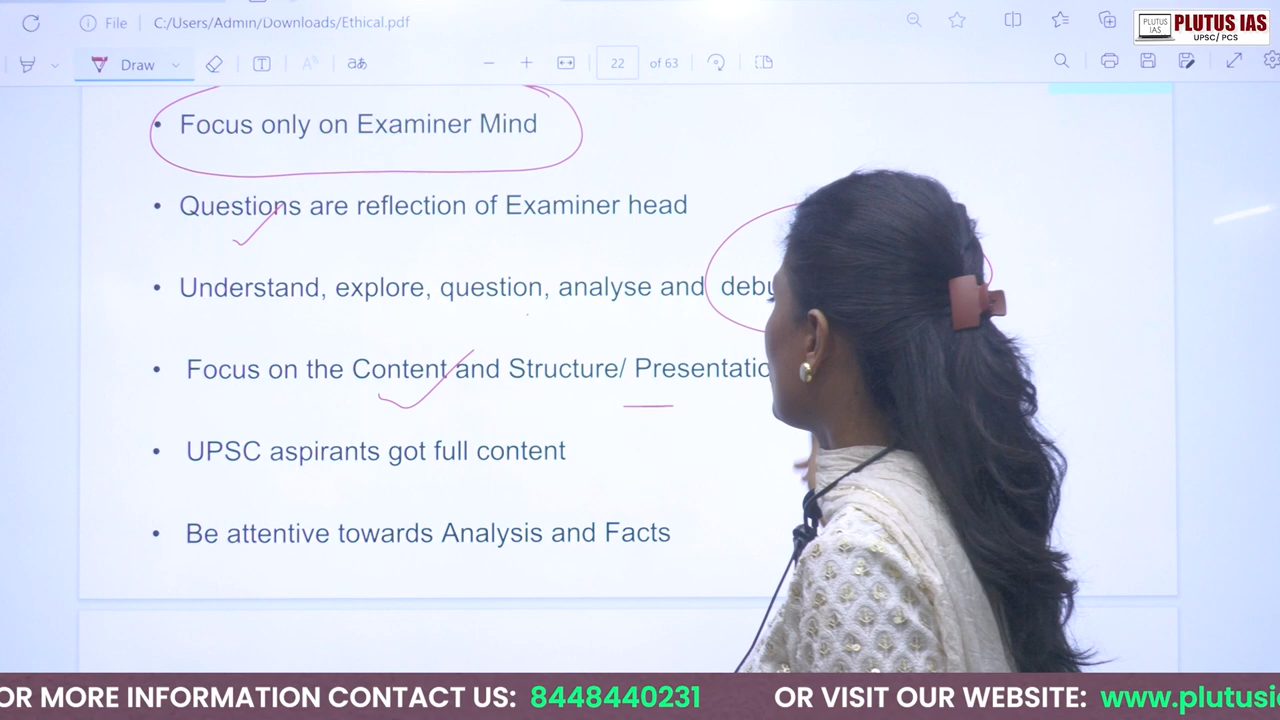 File C:/Users/Admin/Downloads/Ethical.pdf
PLUTUS IAS
PLUTUS IAS
UPSC/ PCS
Draw
aあ
22 of 63
• Focus only on Examiner Mind
• Questions are reflection of Examiner head
• Understand, explore, question, analyse and
• Focus on the Content and Structure/
• UPSC aspirants got full content
• Be attentive towards Analysis and Facts
OR MORE INFORMATION CONTACT US: 8448440231 OR VISIT OUR WEBSITE: